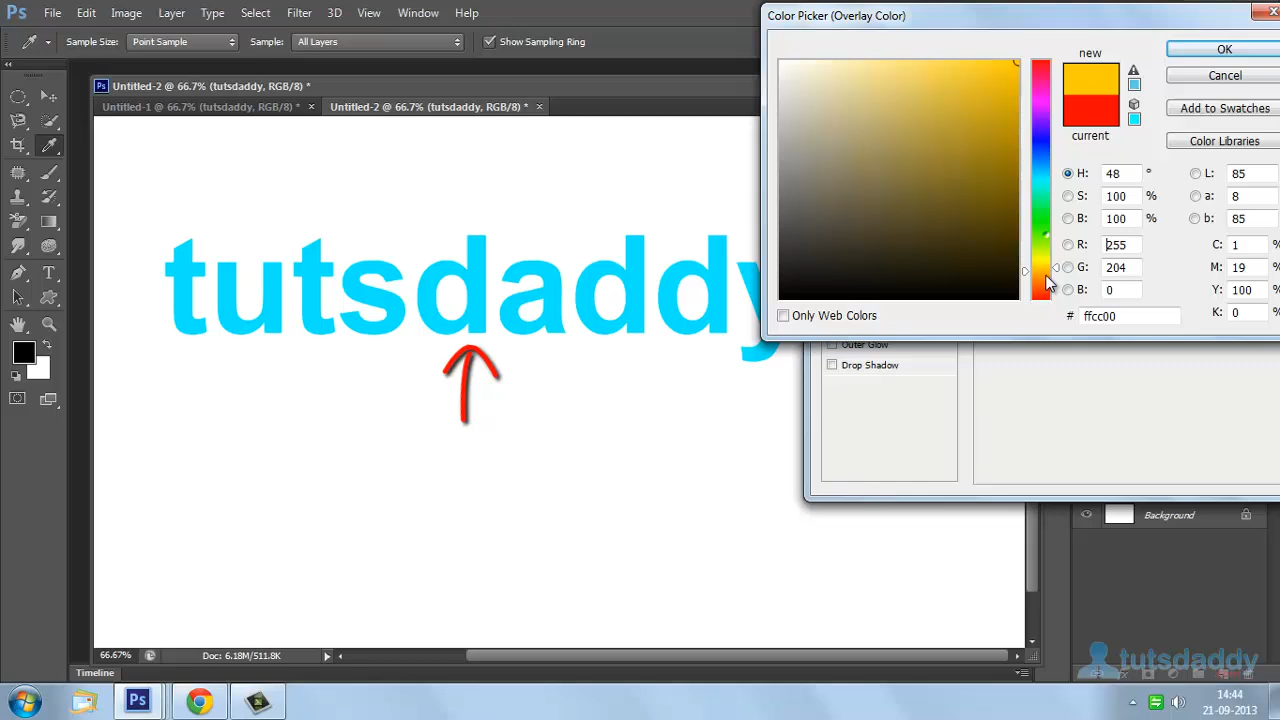 Ps File Edit Image Layer Type Select Filter 3D View Window Help
Sample Size: Point Sample Sample: All Layers Show Sampling Ring
Ps Untitled-2 @ 66.7% (tutsdaddy, RGB/8) *
Untitled-1 @ 66.7% (tutsdaddy, RGB/8) * × Untitled-2 @ 66.7% (tutsdaddy, RGB/8) * ×
tutsdaddy
Color Picker (Overlay Color)
new
current
OK
Cancel
Add to Swatches
Color Libraries
H: 48 ° L: 85
S: 100 % a: 8
B: 100 % b: 85
R: 255 C: 1 %
G: 204 M: 19 %
B: 0 Y: 100 %
# ffcc00 K: 0 %
Only Web Colors
Outer Glow
Drop Shadow
Background
66.67% Doc: 6.18M/511.8K
Timeline
tutsdaddy
Ps
14:44
21-09-2013